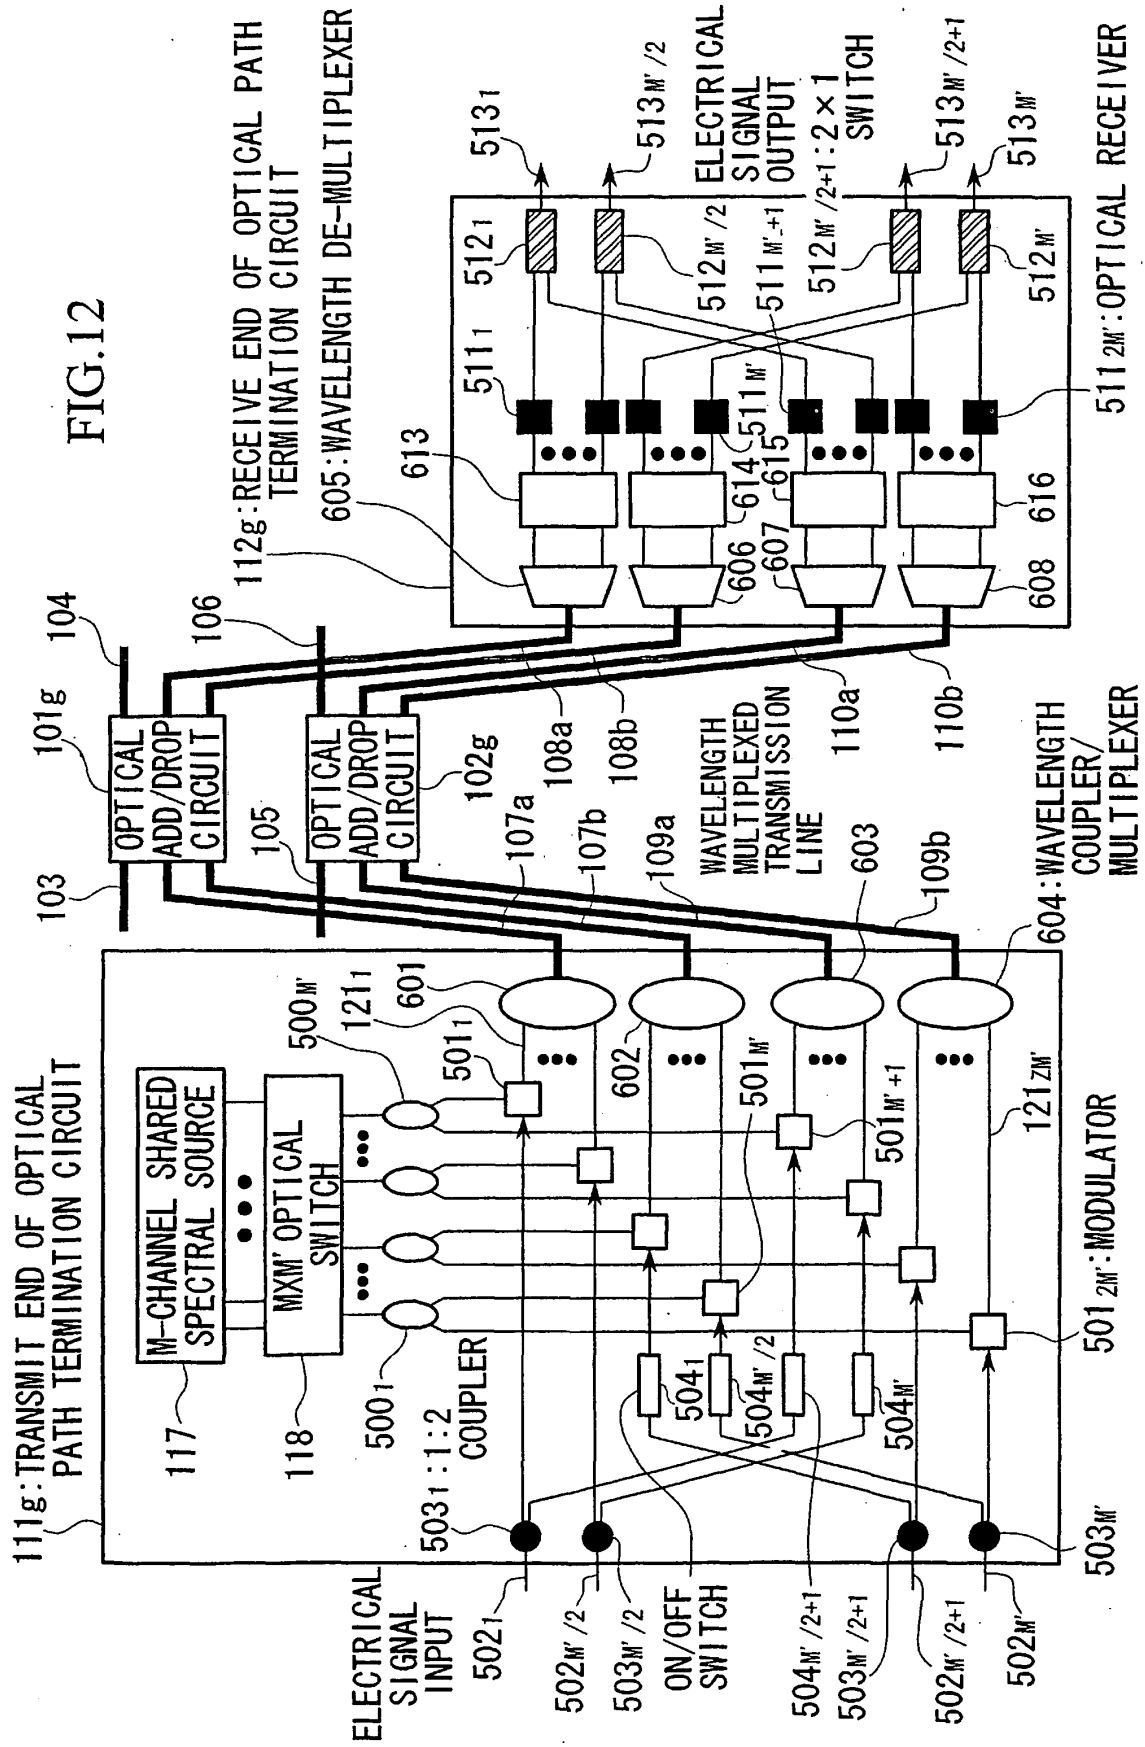 FIG.12
111g:TRANSMIT END OF OPTICAL
PATH TERMINATION CIRCUIT
117
M-CHANNEL SHARED
SPECTRAL SOURCE
118
MXM' OPTICAL
SWITCH
500M'
5001
5031:1:2
COUPLER
ELECTRICAL
SIGNAL
INPUT
5021
502M'/2
503M'/2
ON/OFF
SWITCH
504M'/2+1
503M'/2+1
502M'/2+1
502M'
503M'
5041
504M'/2
504M'
5011
501M'
501M'+1
5012M':MODULATOR
1211
121ZM'
601
602
603
604:WAVELENGTH
COUPLER/
MULTIPLEXER
103
101g
104
OPTICAL
ADD/DROP
CIRCUIT
105
106
OPTICAL
ADD/DROP
CIRCUIT
102g
107a
107b
109a
109b
WAVELENGTH
MULTIPLEXED
TRANSMISSION
LINE
108a
108b
110a
110b
112g:RECEIVE END OF OPTICAL PATH
TERMINATION CIRCUIT
605:WAVELENGTH DE-MULTIPLEXER
606
607
608
613
614
615
616
5111
511M'
511M'+1
5112M':OPTICAL RECEIVER
5121
512M'/2
512M'/2+1:2×1
SWITCH
512M'
5131
513M'/2
ELECTRICAL
SIGNAL
OUTPUT
513M'/2+1
513M'